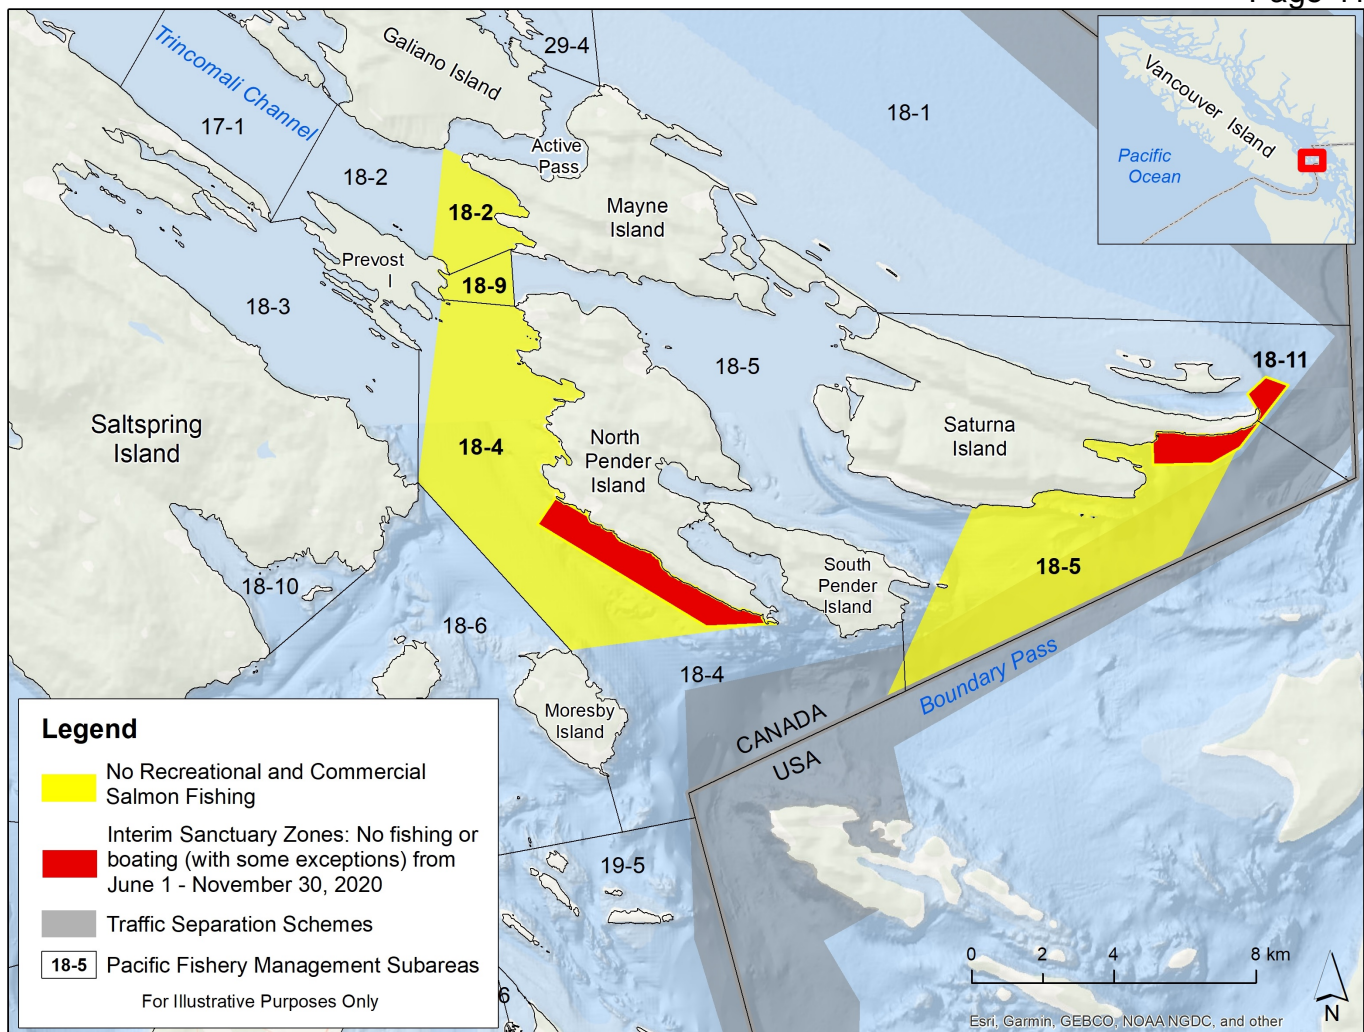 29-4
Galiano Island
Trincomali Channel
17-1
18-1
Active
Pass
18-2
18-2
Mayne
Island
Prevost
I
18-9
18-3
18-5
18-11
Saltspring
Island
18-4
North
Pender
Island
Saturna
Island
18-5
South
Pender
Island
18-10
18-6
18-4
Boundary Pass
Moresby
Island
CANADA
USA
19-5
6
Vancouver Island
Pacific
Ocean
Legend
No Recreational and Commercial
Salmon Fishing
Interim Sanctuary Zones: No fishing or
boating (with some exceptions) from
June 1 - November 30, 2020
Traffic Separation Schemes
18-5 Pacific Fishery Management Subareas
For Illustrative Purposes Only
0 2 4 8 km
N
Esri, Garmin, GEBCO, NOAA NGDC, and other